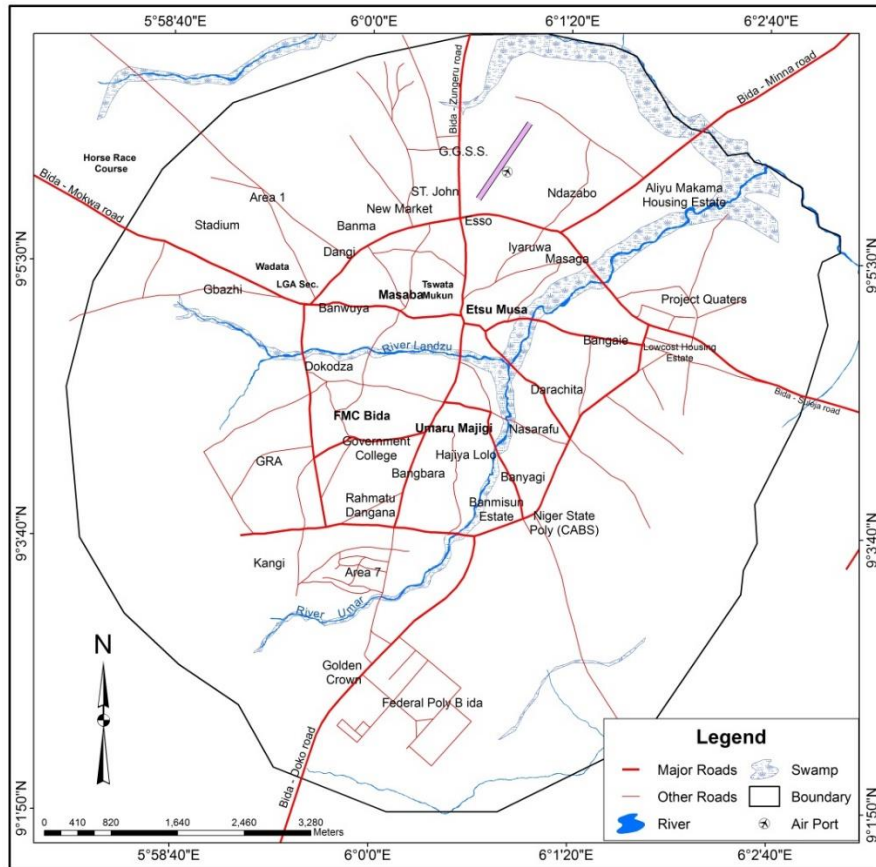 5°58'40"E
6°0'00"E
6°1'20"E
6°2'40"E
Bida - Zungeru road
Bida - Minna road
Horse Race
Course
G.G.S.S.
Bida - Mokwa road
Area 1
ST. John
Ndazabo
Aliyu Makama
Housing Estate
New Market
Stadium
Banma
Esso
9°5'30"N
9°5'30"N
Dangi
Iyaruwa
Masaga
Wadata
Gbazhi
LGA Sec.
Masaba
Tswata
Mukun
Banwuya
Etsu Musa
Project Quaters
River Landzu
Bangaie
Lowcost Housing
Estate
Dokodza
Darachita
Bida - Suleja road
FMC Bida
Umaru Majigi
Nasarafu
Government
College
GRA
Hajiya Lolo
Bangbara
Banyagi
Rahmatu
Dangana
Banmisun
Estate
Niger State
Poly (CABS)
9°3'40"N
9°3'40"N
Kangi
Area 7
River Umar
N
Golden
Crown
Federal Poly B ida
Bida - Doko road
Legend
Major Roads
Swamp
Other Roads
Boundary
River
Air Port
9°1'50"N
9°1'50"N
0 410 820 1,640 2,460 3,280
Meters
5°58'40"E
6°0'00"E
6°1'20"E
6°2'40"E